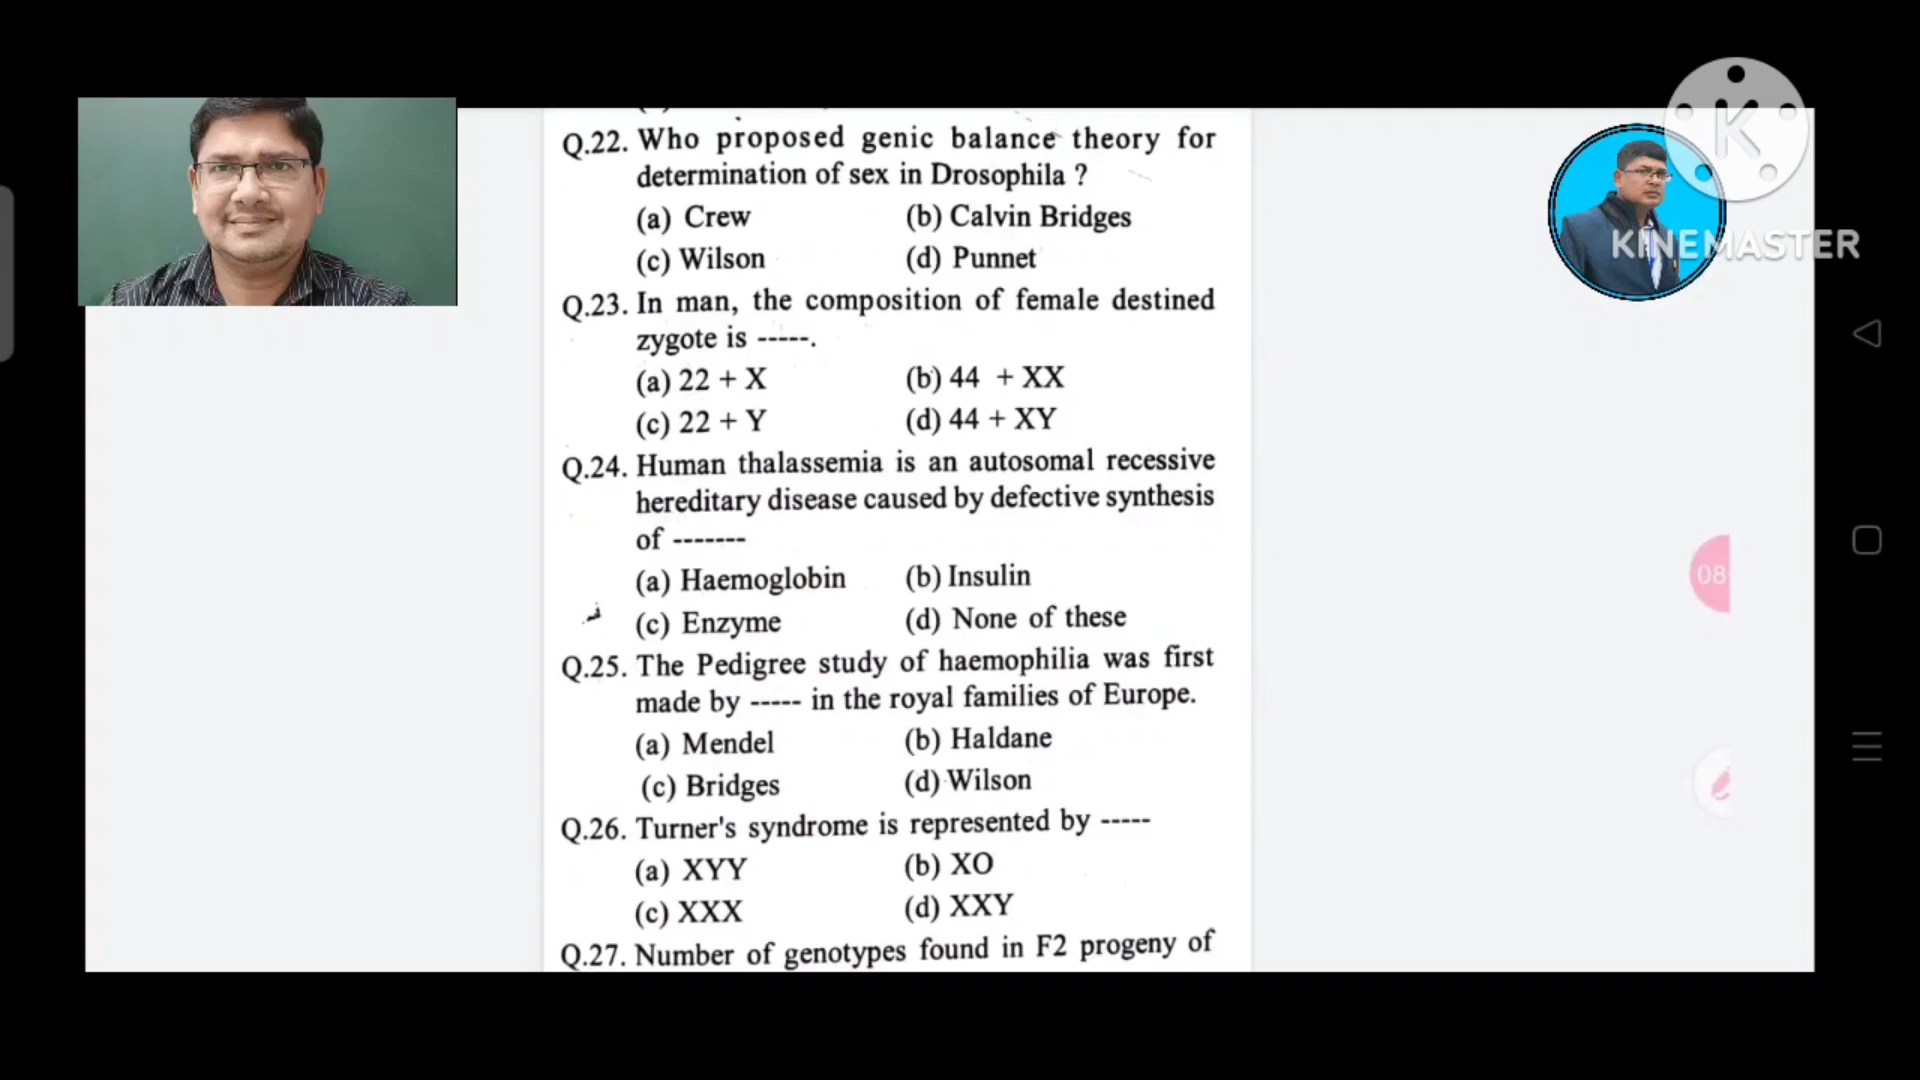 Q.22. Who proposed genic balance theory for
determination of sex in Drosophila ?
(a) Crew (b) Calvin Bridges
(c) Wilson (d) Punnet
Q.23. In man, the composition of female destined
zygote is -----.
(a) 22 + X (b) 44 + XX
(c) 22 + Y (d) 44 + XY
Q.24. Human thalassemia is an autosomal recessive
hereditary disease caused by defective synthesis
of -------
(a) Haemoglobin (b) Insulin
(c) Enzyme (d) None of these
Q.25. The Pedigree study of haemophilia was first
made by ----- in the royal families of Europe.
(a) Mendel (b) Haldane
(c) Bridges (d) Wilson
Q.26. Turner's syndrome is represented by -----
(a) XYY (b) XO
(c) XXX (d) XXY
Q.27. Number of genotypes found in F2 progeny of
K
KINEMASTER
08